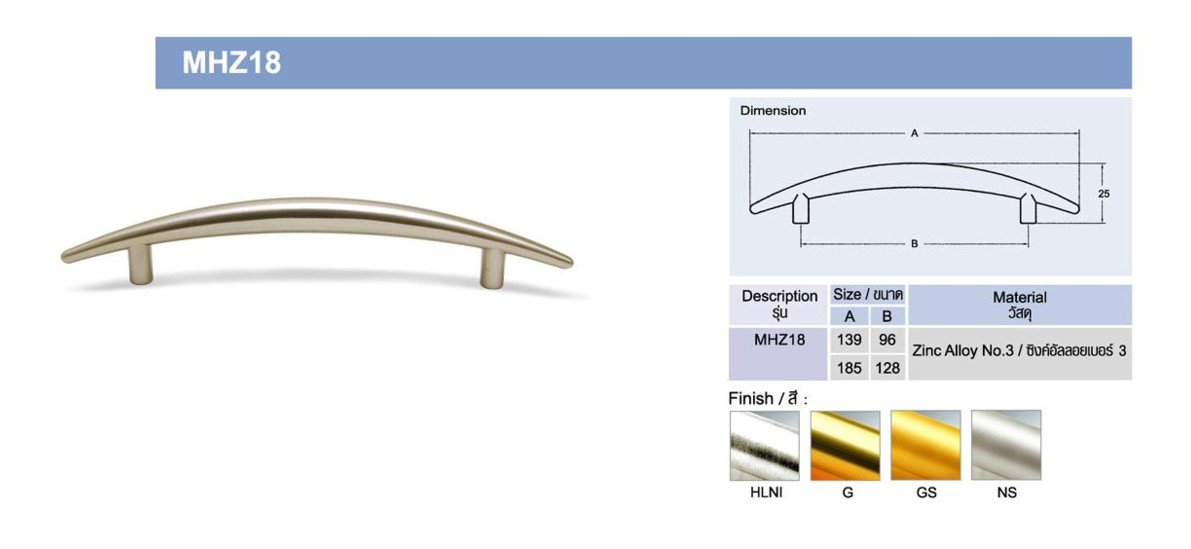 MHZ18
Dimension
A
25
B
Description
รุ่น
Size / ขนาด
A B
Material
วัสดุ
MHZ18
139 96
185 128
Zinc Alloy No.3 / ซิงค์อัลลอยเบอร์ 3
Finish / สี :
HLNI G GS NS